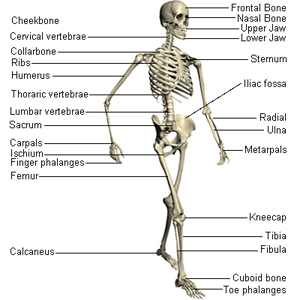 Cheekbone
Cervical vertebrae
Collarbone
Ribs
Humerus
Thoraric vertebrae
Lumbar vertebrae
Sacrum
Carpals
Ischium
Finger phalanges
Femur
Calcaneus
Frontal Bone
Nasal Bone
Upper Jaw
Lower Jaw
Sternum
Iliac fossa
Radial
Ulna
Metarpals
Kneecap
Tibia
Fibula
Cuboid bone
Toe phalanges